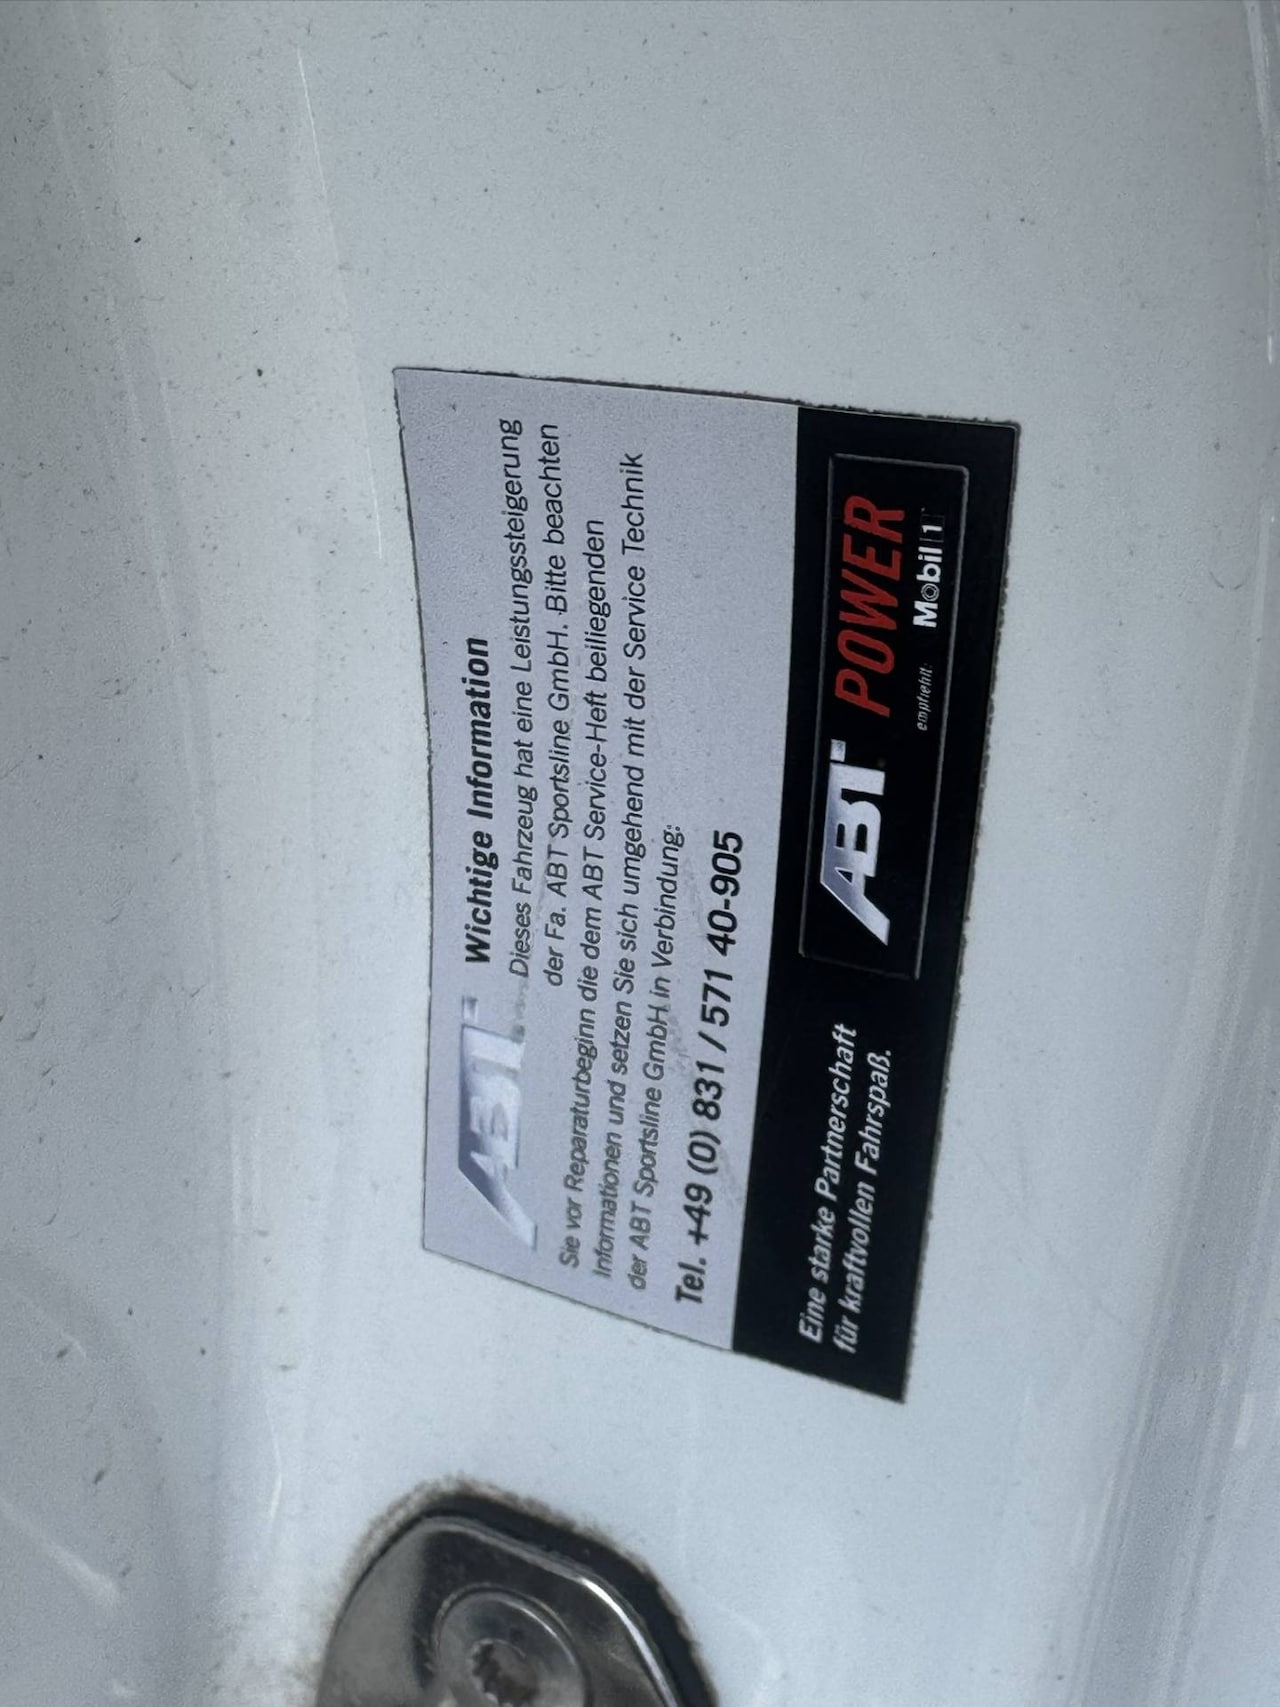 ABT
Wichtige Information
Dieses Fahrzeug hat eine Leistungssteigerung
der Fa. ABT Sportsline GmbH. Bitte beachten
Sie vor Reparaturbeginn die dem ABT Service-Heft beiliegenden
Informationen und setzen Sie sich umgehend mit der Service Technik
der ABT Sportsline GmbH in Verbindung:
Tel. +49 (0) 831 / 571 40-905
Eine starke Partnerschaft
für kraftvollen Fahrspaß.
ABT POWER
empfiehlt: Mobil 1